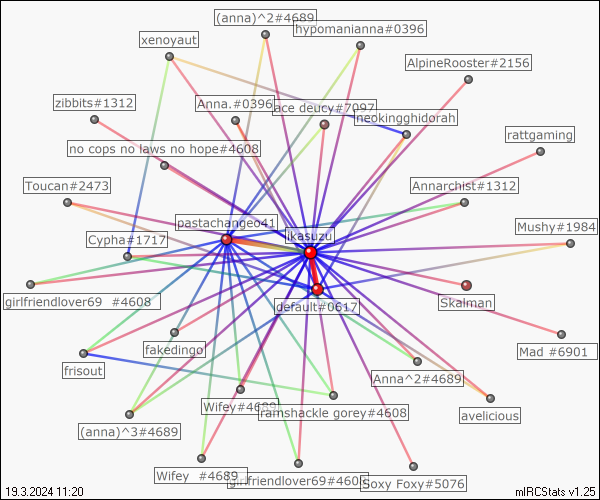 (anna)^2#4689
hypomanianna#0396
xenoyaut
AlpineRooster#2156
zibbits#1312
Anna.#0396
ace deucy#7097
neokingghidorah
rattgaming
no cops no laws no hope#4608
Toucan#2473
Annarchist#1312
pastachangeo41
Mushy#1984
Cypha#1717
ikasuzu
girlfriendlover69 #4608
default#0617
Skalman
fakedingo
Mad #6901
frisout
Anna^2#4689
Wifey#4689
ramshackle gorey#4608
avelicious
(anna)^3#4689
Wifey #4689
girlfriendlover69#4608
Soxy Foxy#5076
19.3.2024 11:20
mIRCStats v1.25